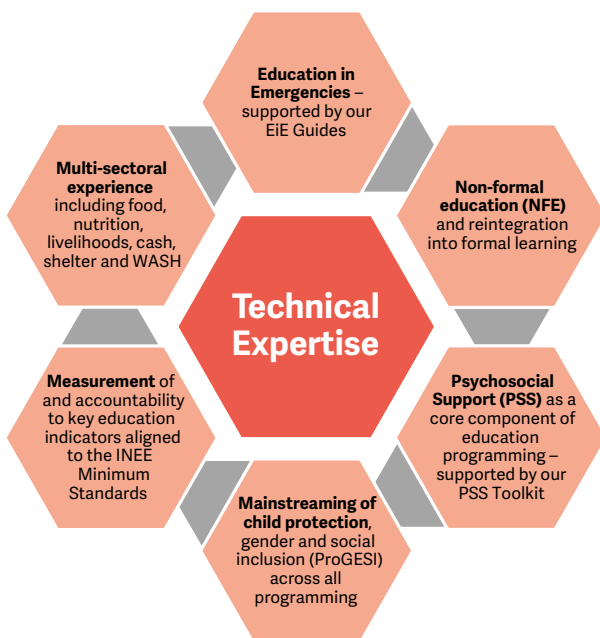 Education in
Emergencies –
supported by our
EiE Guides
Non-formal
education (NFE)
and reintegration
into formal learning
Psychosocial
Support (PSS) as a
core component of
education
programming –
supported by our
PSS Toolkit
Mainstreaming of
child protection,
gender and social
inclusion (ProGESI)
across all
programming
Measurement of
and accountability
to key education
indicators aligned
to the INEE
Minimum
Standards
Multi-sectoral
experience
including food,
nutrition,
livelihoods, cash,
shelter and WASH
Technical
Expertise